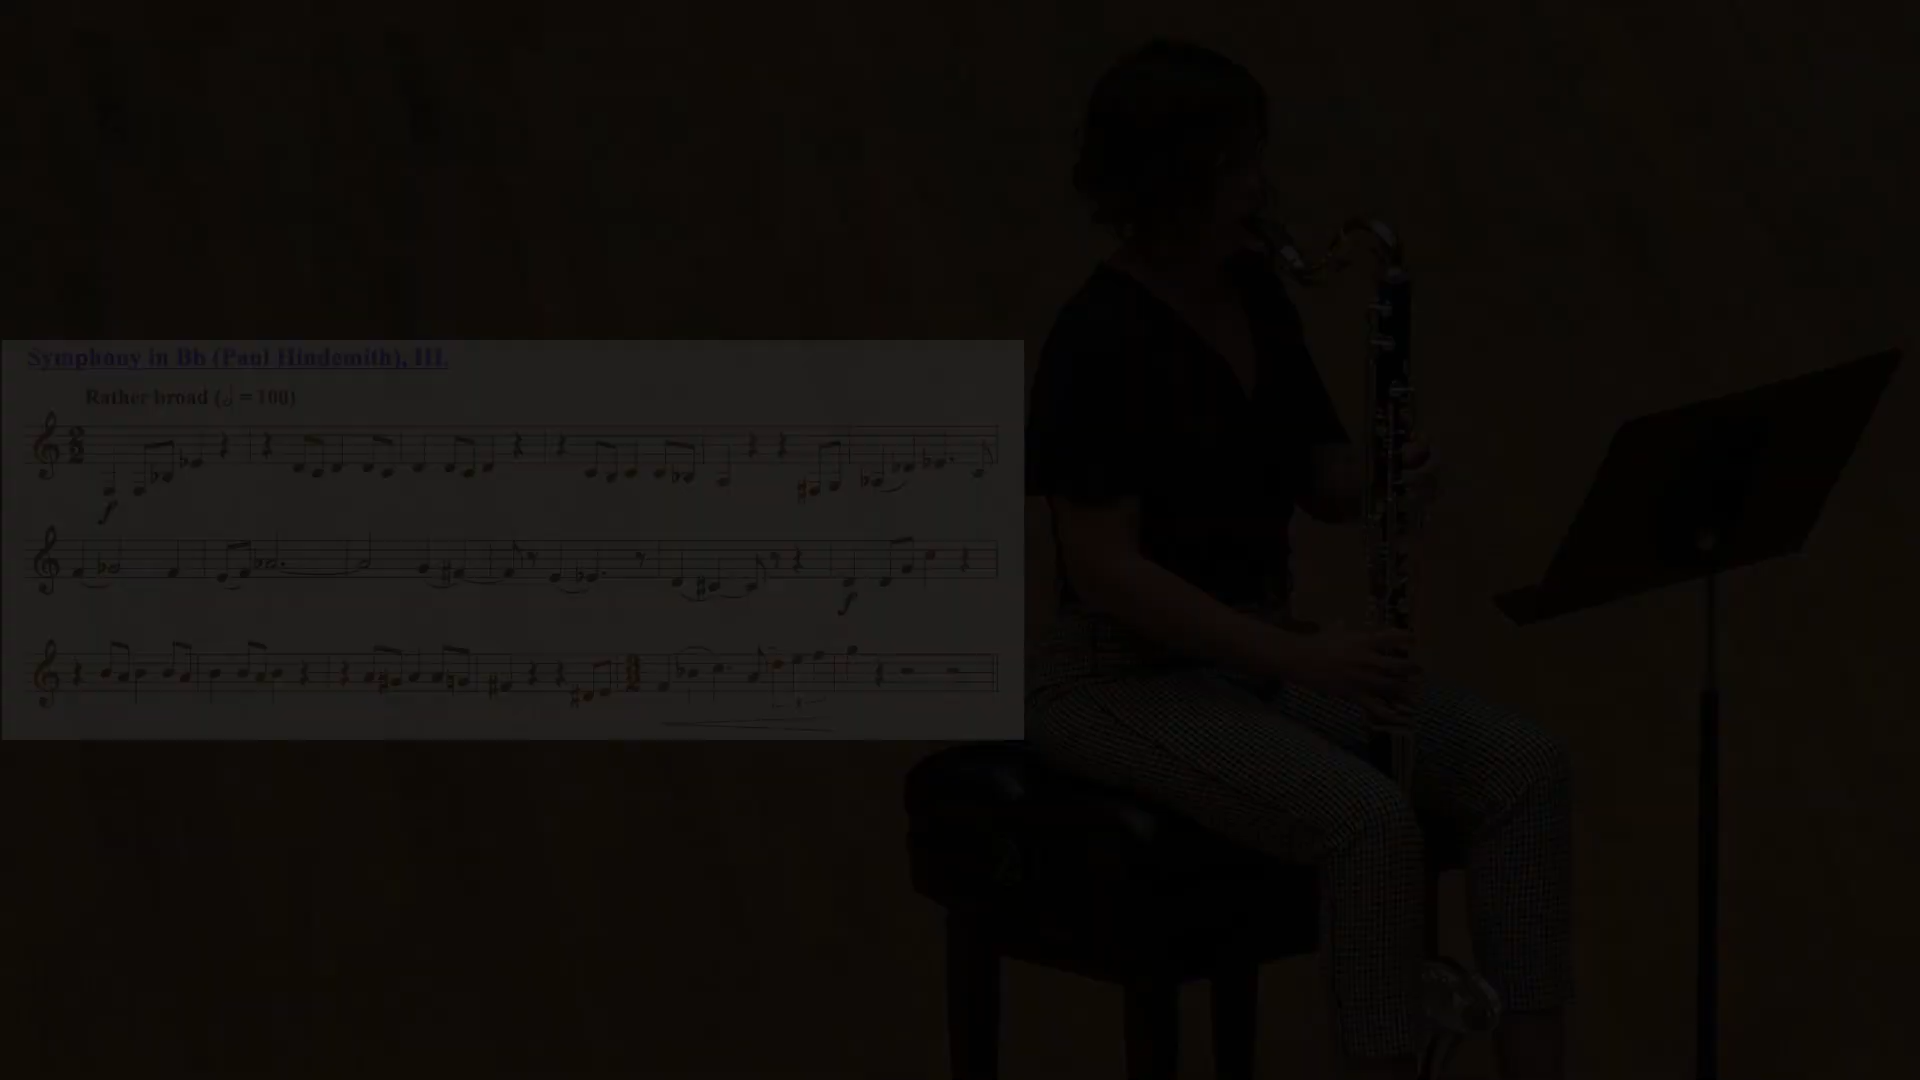 Symphony in Bb (Paul Hindemith), III.
Rather broad (𝅗𝅥 = 100)
f
f